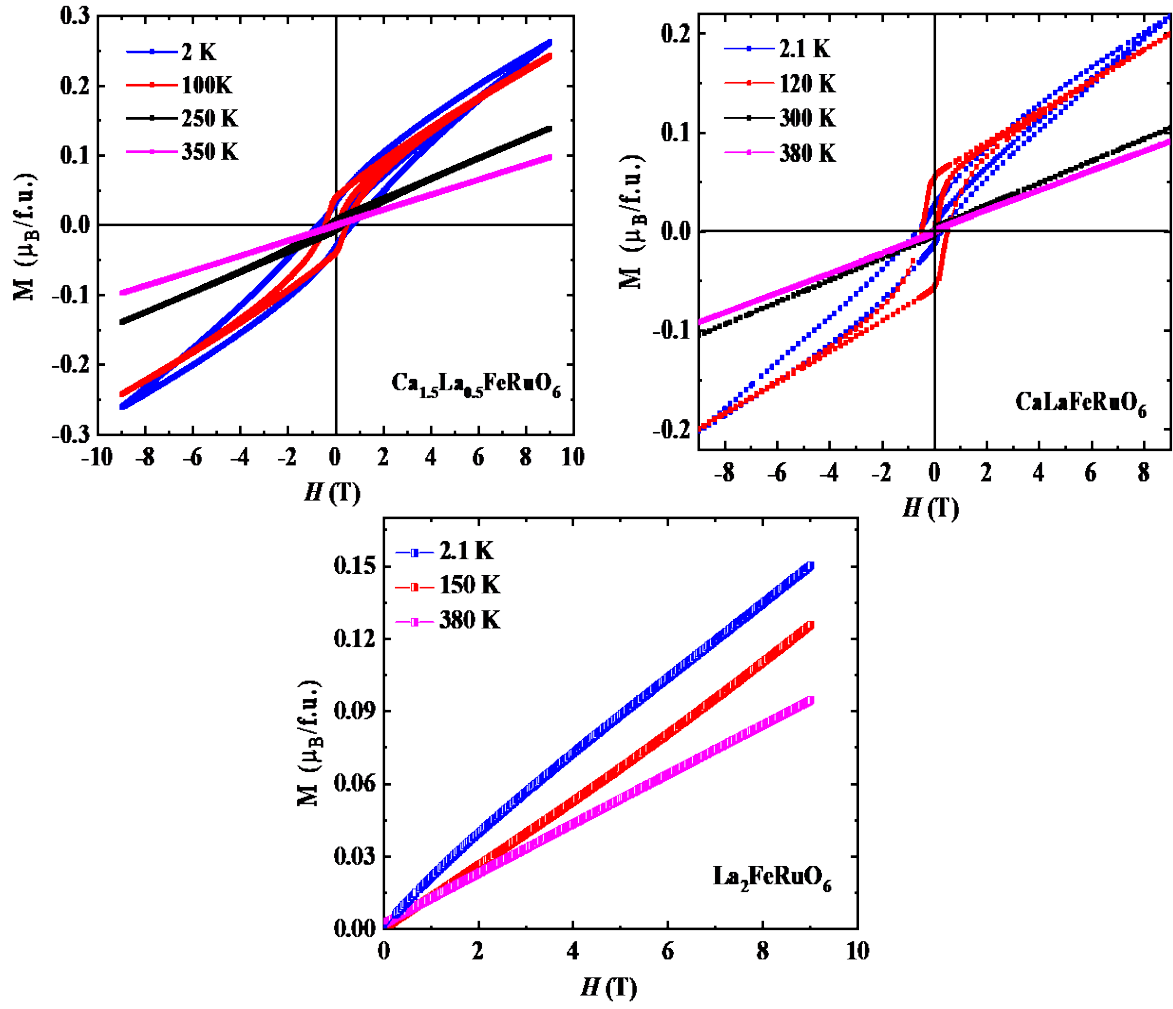 M (μB/f.u.)
0.3
0.2
0.1
0.0
-0.1
-0.2
-0.3
2 K
100K
250 K
350 K
Ca1.5La0.5FeRuO6
-10 -8 -6 -4 -2 0 2 4 6 8 10
H (T)
M (μB/f.u.)
0.2
0.1
0.0
-0.1
-0.2
2.1 K
120 K
300 K
380 K
CaLaFeRuO6
-8 -6 -4 -2 0 2 4 6 8
H (T)
M (μB/f.u.)
0.15
0.12
0.09
0.06
0.03
0.00
2.1 K
150 K
380 K
La2FeRuO6
0 2 4 6 8 10
H (T)